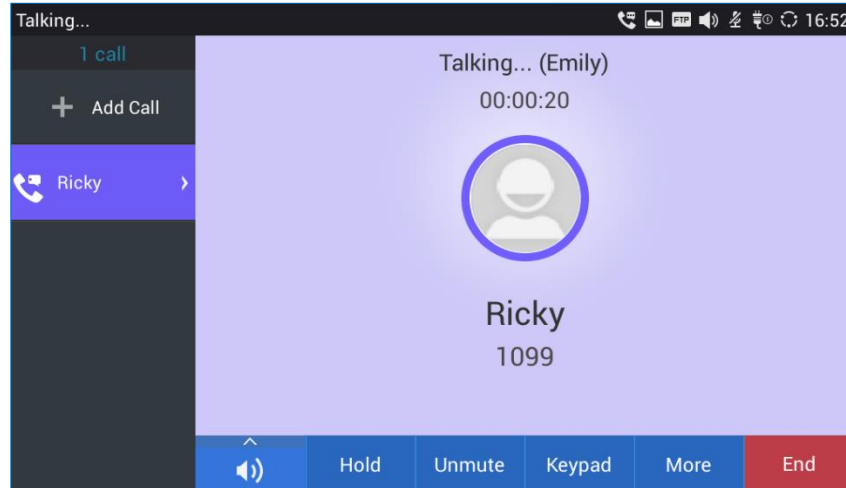 Talking...
FTP
16:52
1 call
Add Call
Ricky
Talking... (Emily)
00:00:20
Ricky
1099
Hold Unmute Keypad More End